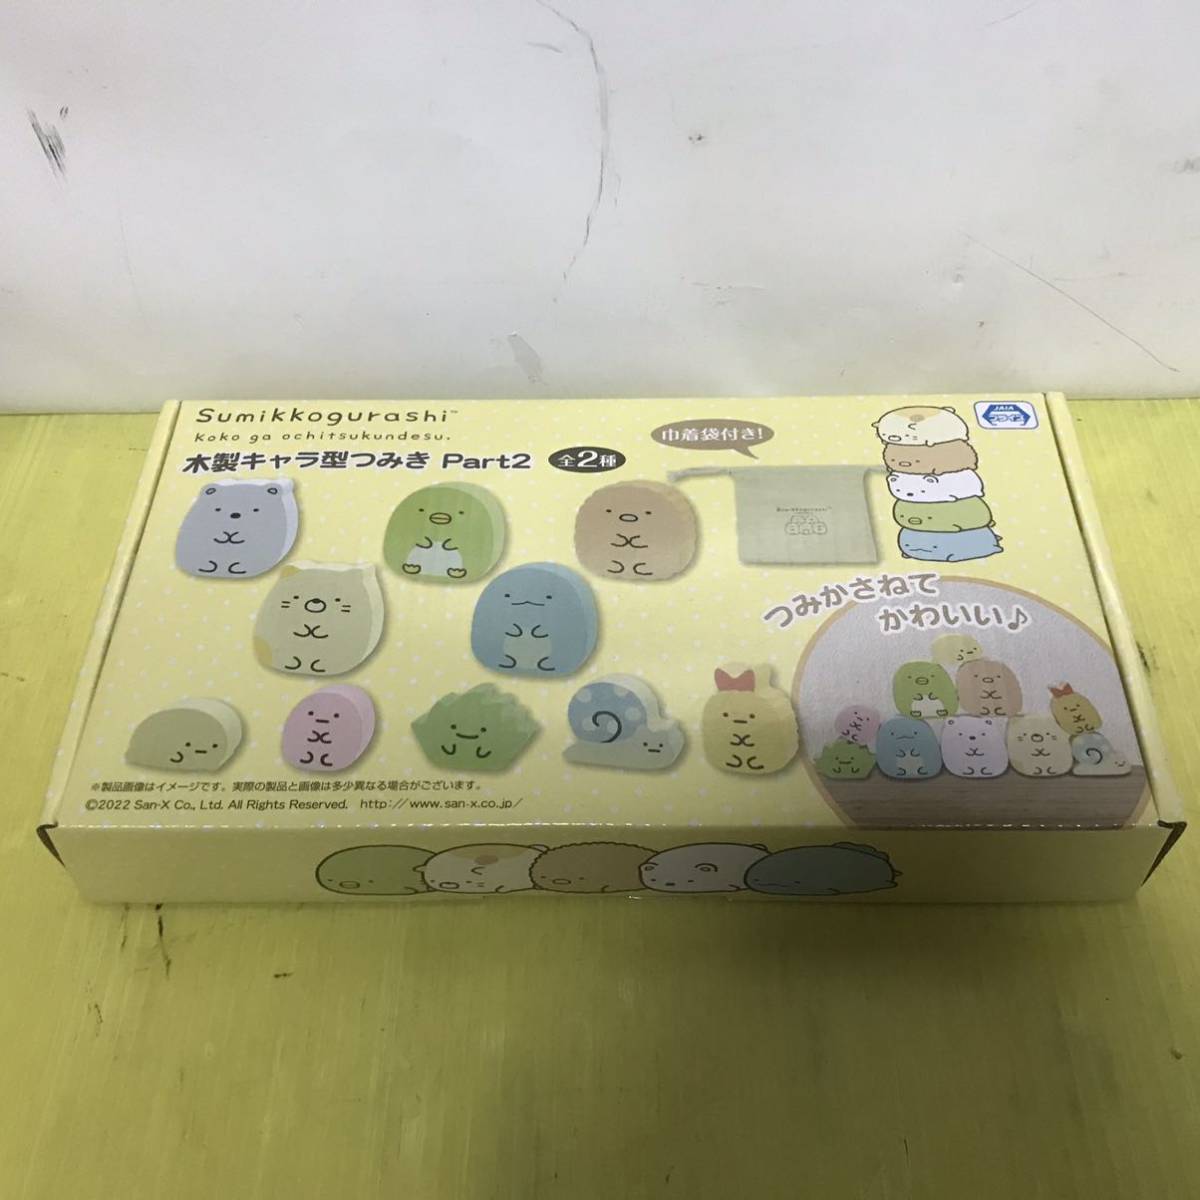 Sumikkogurashi™
Koko ga ochitsukundesu.
木製キャラ型つみき Part2 全2種
巾着袋付き!
JAIA
Sumikkogurashi
つみかさねて
かわいい♪
※製品画像はイメージです。実際の製品と画像は多少異なる場合がございます。
©2022 San-X Co., Ltd. All Rights Reserved. http://www.san-x.co.jp/